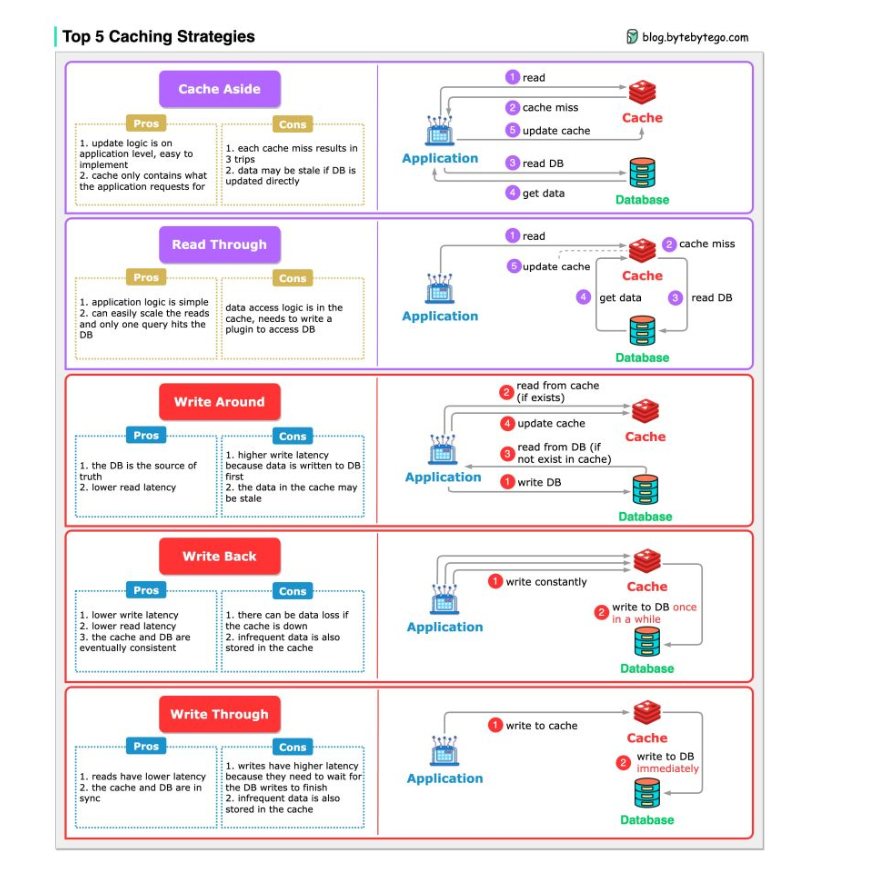 Top 5 Caching Strategies
blog.bytebytego.com
Cache Aside
Pros
1. update logic is on
application level, easy to
implement
2. cache only contains what
the application requests for
Cons
1. each cache miss results in
3 trips
2. data may be stale if DB is
updated directly
1 read
2 cache miss
5 update cache
Cache
Application
3 read DB
4 get data
Database
Read Through
Pros
1. application logic is simple
2. can easily scale the reads
and only one query hits the
DB
Cons
data access logic is in the
cache, needs to write a
plugin to access DB
1 read
2 cache miss
5 update cache
Cache
4 get data
3 read DB
Application
Database
Write Around
Pros
1. the DB is the source of
truth
2. lower read latency
Cons
1. higher write latency
because data is written to DB
first
2. the data in the cache may
be stale
2 read from cache
(if exists)
4 update cache
Cache
3 read from DB (if
not exist in cache)
Application
1 write DB
Database
Write Back
Pros
1. lower write latency
2. lower read latency
3. the cache and DB are
eventually consistent
Cons
1. there can be data loss if
the cache is down
2. infrequent data is also
stored in the cache
1 write constantly
Cache
2 write to DB once
in a while
Application
Database
Write Through
Pros
1. reads have lower latency
2. the cache and DB are in
sync
Cons
1. writes have higher latency
because they need to wait for
the DB writes to finish
2. infrequent data is also
stored in the cache
1 write to cache
Cache
2 write to DB
immediately
Application
Database